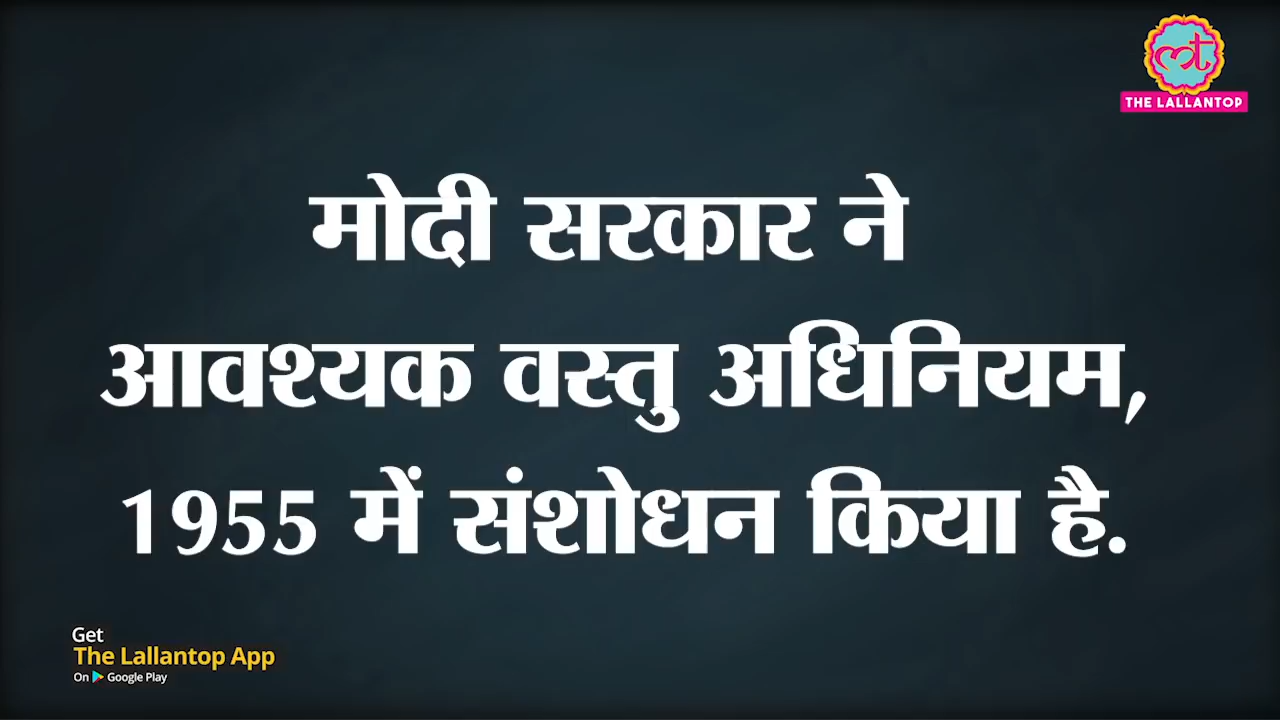 THE LALLANTOP
मोदी सरकार ने
आवश्यक वस्तु अधिनियम,
1955 में संशोधन किया है.
Get
The Lallantop App
On Google Play